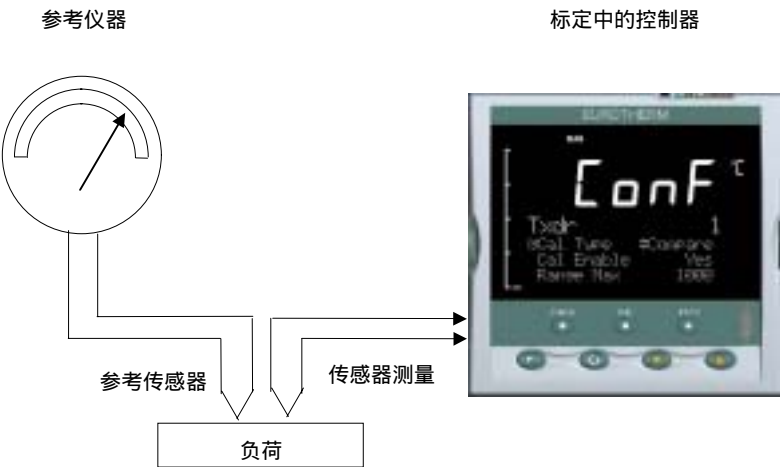 参考仪器
标定中的控制器
EUROTHERM
ConF °C
Txdr 1
Cal Type Compare
Cal Enable Yes
Range Max 1000
参考传感器
传感器测量
负荷